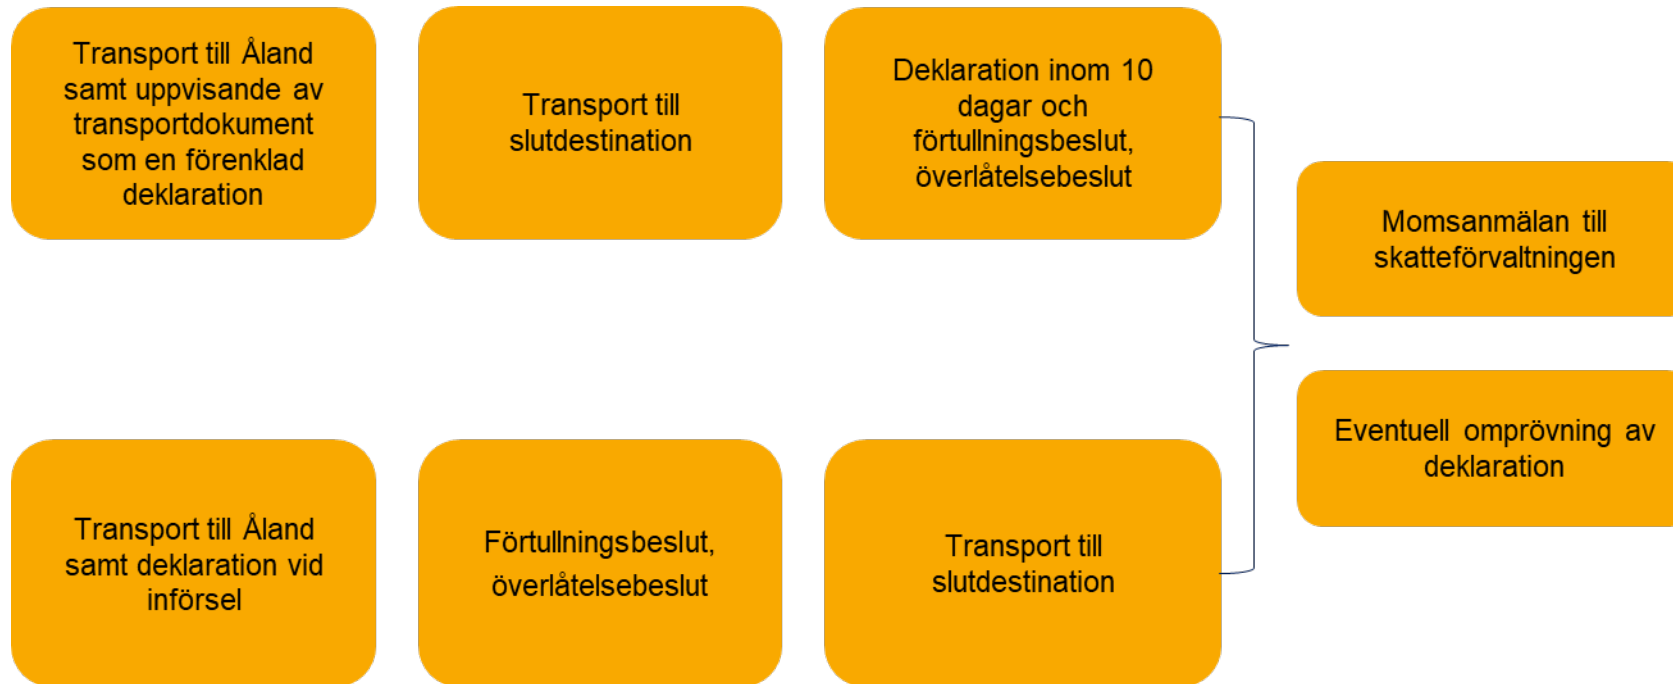 Transport till Åland
samt uppvisande av
transportdokument
som en förenklad
deklaration
Transport till
slutdestination
Deklaration inom 10
dagar och
förtullningsbeslut,
överlåtelsebeslut
Momsanmälan till
skatteförvaltningen
Eventuell omprövning av
deklaration
Transport till Åland
samt deklaration vid
införsel
Förtullningsbeslut,
överlåtelsebeslut
Transport till
slutdestination